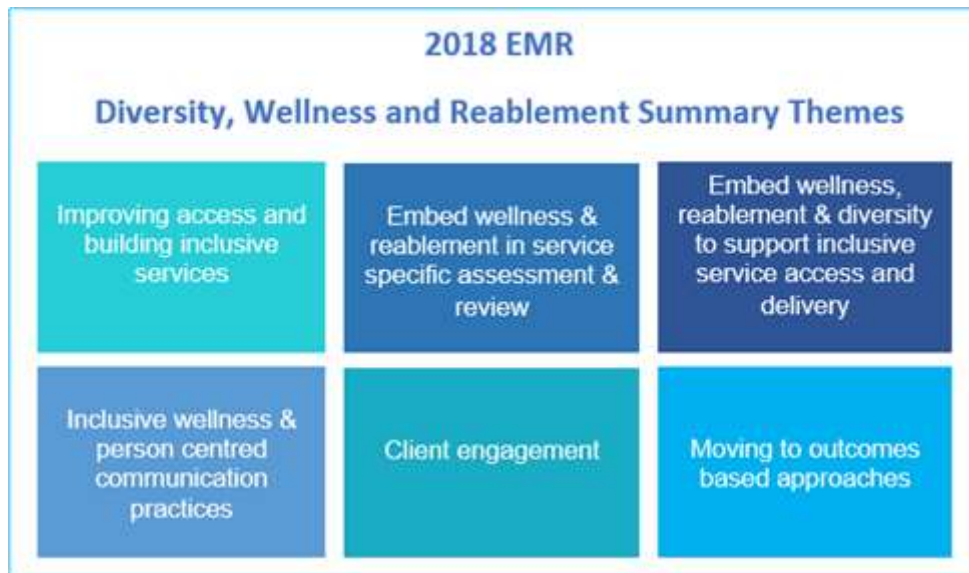 2018 EMR
Diversity, Wellness and Reablement Summary Themes
Improving access and
building inclusive
services
Embed wellness &
reablement in service
specific assessment &
review
Embed wellness,
reablement & diversity
to support inclusive
service access and
delivery
Inclusive wellness &
person centred
communication
practices
Client engagement
Moving to outcomes
based approaches